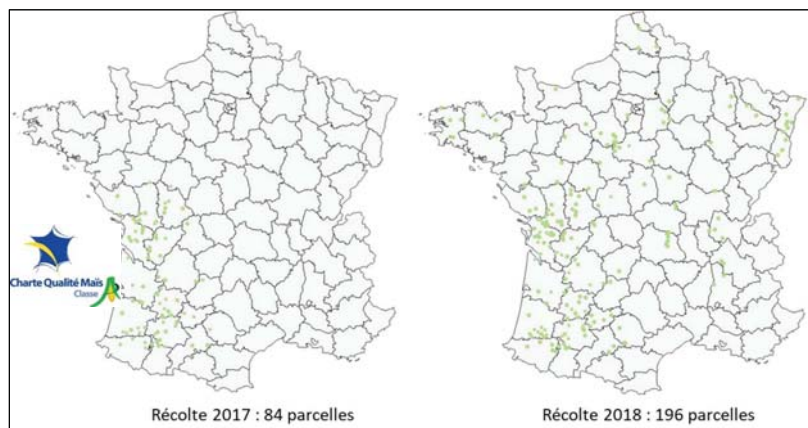 Charte Qualité Maïs
Classe A
Récolte 2017 : 84 parcelles
Récolte 2018 : 196 parcelles